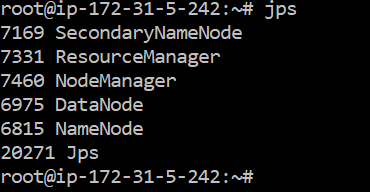 root@ip-172-31-5-242:~# jps
7169 SecondaryNameNode
7331 ResourceManager
7460 NodeManager
6975 DataNode
6815 NameNode
20271 Jps
root@ip-172-31-5-242:~#